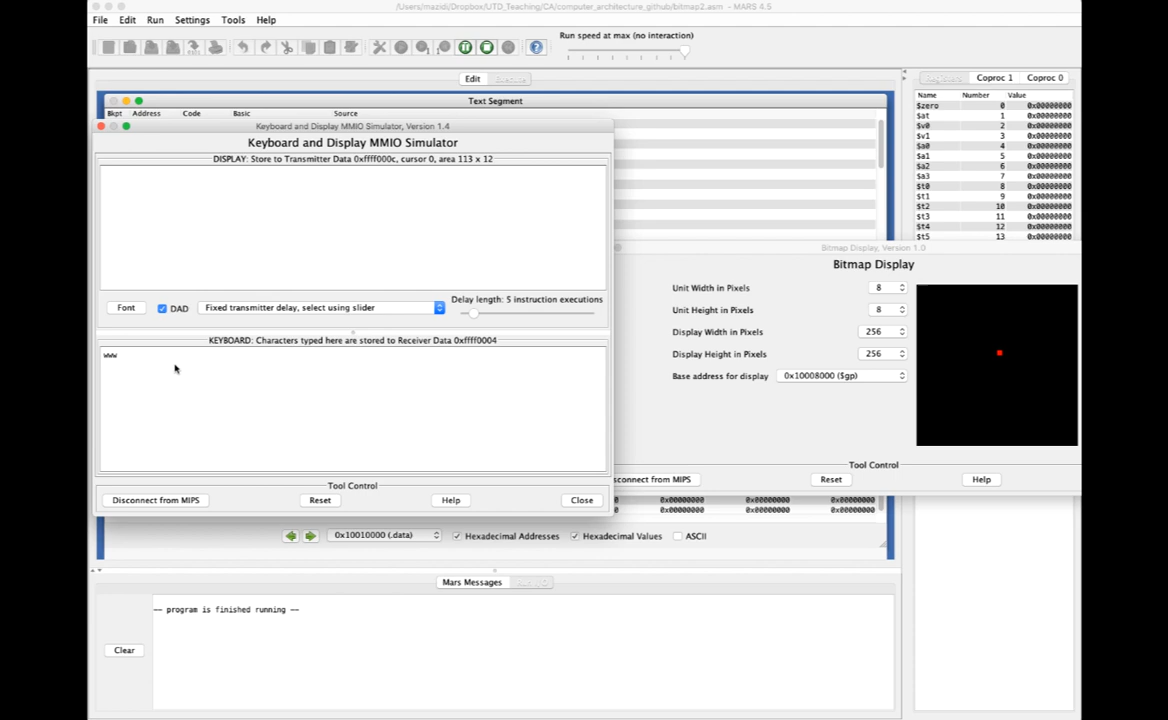 /Users/mazidi/Dropbox/UTD_Teaching/CA/computer_architecture_github/bitmap2.asm - MARS 4.5
File Edit Run Settings Tools Help
Run speed at max (no interaction)
Edit Execute
Registers Coproc 1 Coproc 0
Text Segment
Bkpt Address Code Basic Source
Name Number Value
$zero 0 0x00000000
$at 1 0x00000000
$v0 2 0x00000000
$v1 3 0x00000000
$a0 4 0x00000000
$a1 5 0x00000000
$a2 6 0x00000000
$a3 7 0x00000000
$t0 8 0x00000000
$t1 9 0x00000000
$t2 10 0x00000000
$t3 11 0x00000000
$t4 12 0x00000000
$t5 13 0x00000000
Keyboard and Display MMIO Simulator, Version 1.4
Keyboard and Display MMIO Simulator
DISPLAY: Store to Transmitter Data 0xffff000c, cursor 0, area 113 x 12
Font DAD Fixed transmitter delay, select using slider Delay length: 5 instruction executions
KEYBOARD: Characters typed here are stored to Receiver Data 0xffff0004
www
Tool Control
Disconnect from MIPS Reset Help Close
Bitmap Display, Version 1.0
Bitmap Display
Unit Width in Pixels 8
Unit Height in Pixels 8
Display Width in Pixels 256
Display Height in Pixels 256
Base address for display 0x10008000 ($gp)
Tool Control
sconnect from MIPS Reset Help
0x00000000 0x00000000 0x00000000
0x00000000 0x00000000 0x00000000
0x10010000 (.data) Hexadecimal Addresses Hexadecimal Values ASCII
Mars Messages Run I/O
-- program is finished running --
Clear